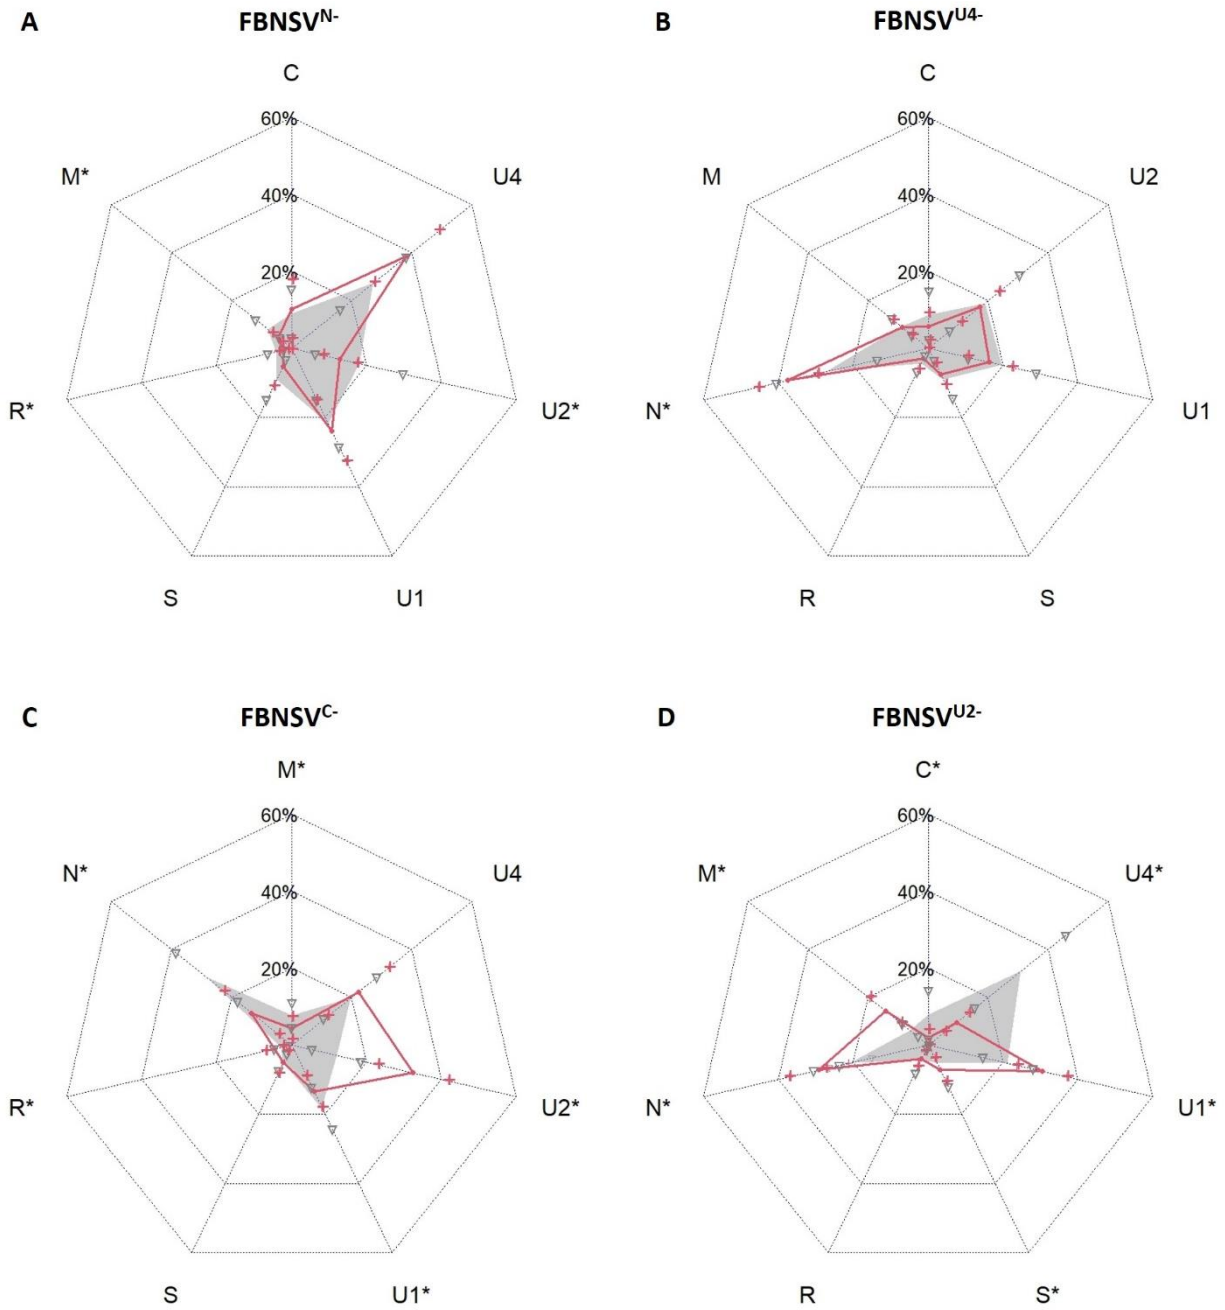 A FBNSV^N-
B FBNSV^U4-
C
60%
M*
U4
40%
20%
R*
U2*
S
U1
C
60%
M
U2
40%
20%
N*
U1
R
S
C FBNSV^C-
D FBNSV^U2-
M*
60%
N*
U4
40%
20%
R*
U2*
S
U1*
C*
60%
M*
U4*
40%
20%
N*
U1*
R
S*